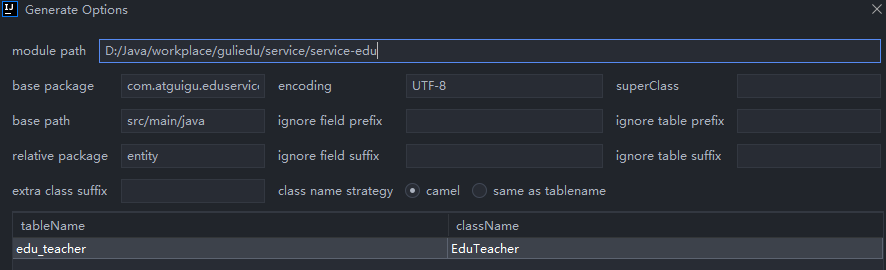 IJ Generate Options
module path D:/Java/workplace/guliedu/service/service-edu
base package com.atguigu.eduservice encoding UTF-8 superClass
base path src/main/java ignore field prefix ignore table prefix
relative package entity ignore field suffix ignore table suffix
extra class suffix class name strategy camel same as tablename
tableName className
edu_teacher EduTeacher